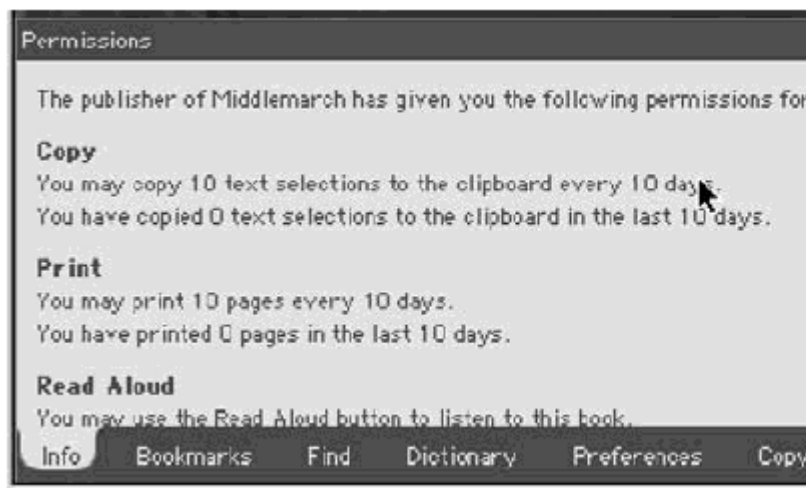 Permissions
The publisher of Middlemarch has given you the following permissions for
Copy
You may copy 10 text selections to the clipboard every 10 days.
You have copied 0 text selections to the clipboard in the last 10 days.
Print
You may print 10 pages every 10 days.
You have printed 0 pages in the last 10 days.
Read Aloud
You may use the Read Aloud button to listen to this book.
Info Bookmarks Find Dictionary Preferences Copy